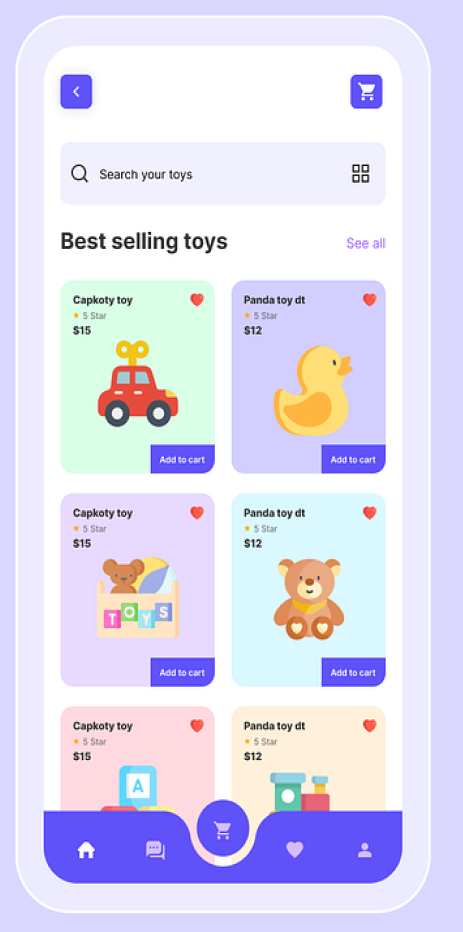 Search your toys
Best selling toys
See all
Capkoty toy
5 Star
$15
Add to cart
Panda toy dt
5 Star
$12
Add to cart
Capkoty toy
5 Star
$15
TOYS
Add to cart
Panda toy dt
5 Star
$12
Add to cart
Capkoty toy
5 Star
$15
A
Panda toy dt
5 Star
$12